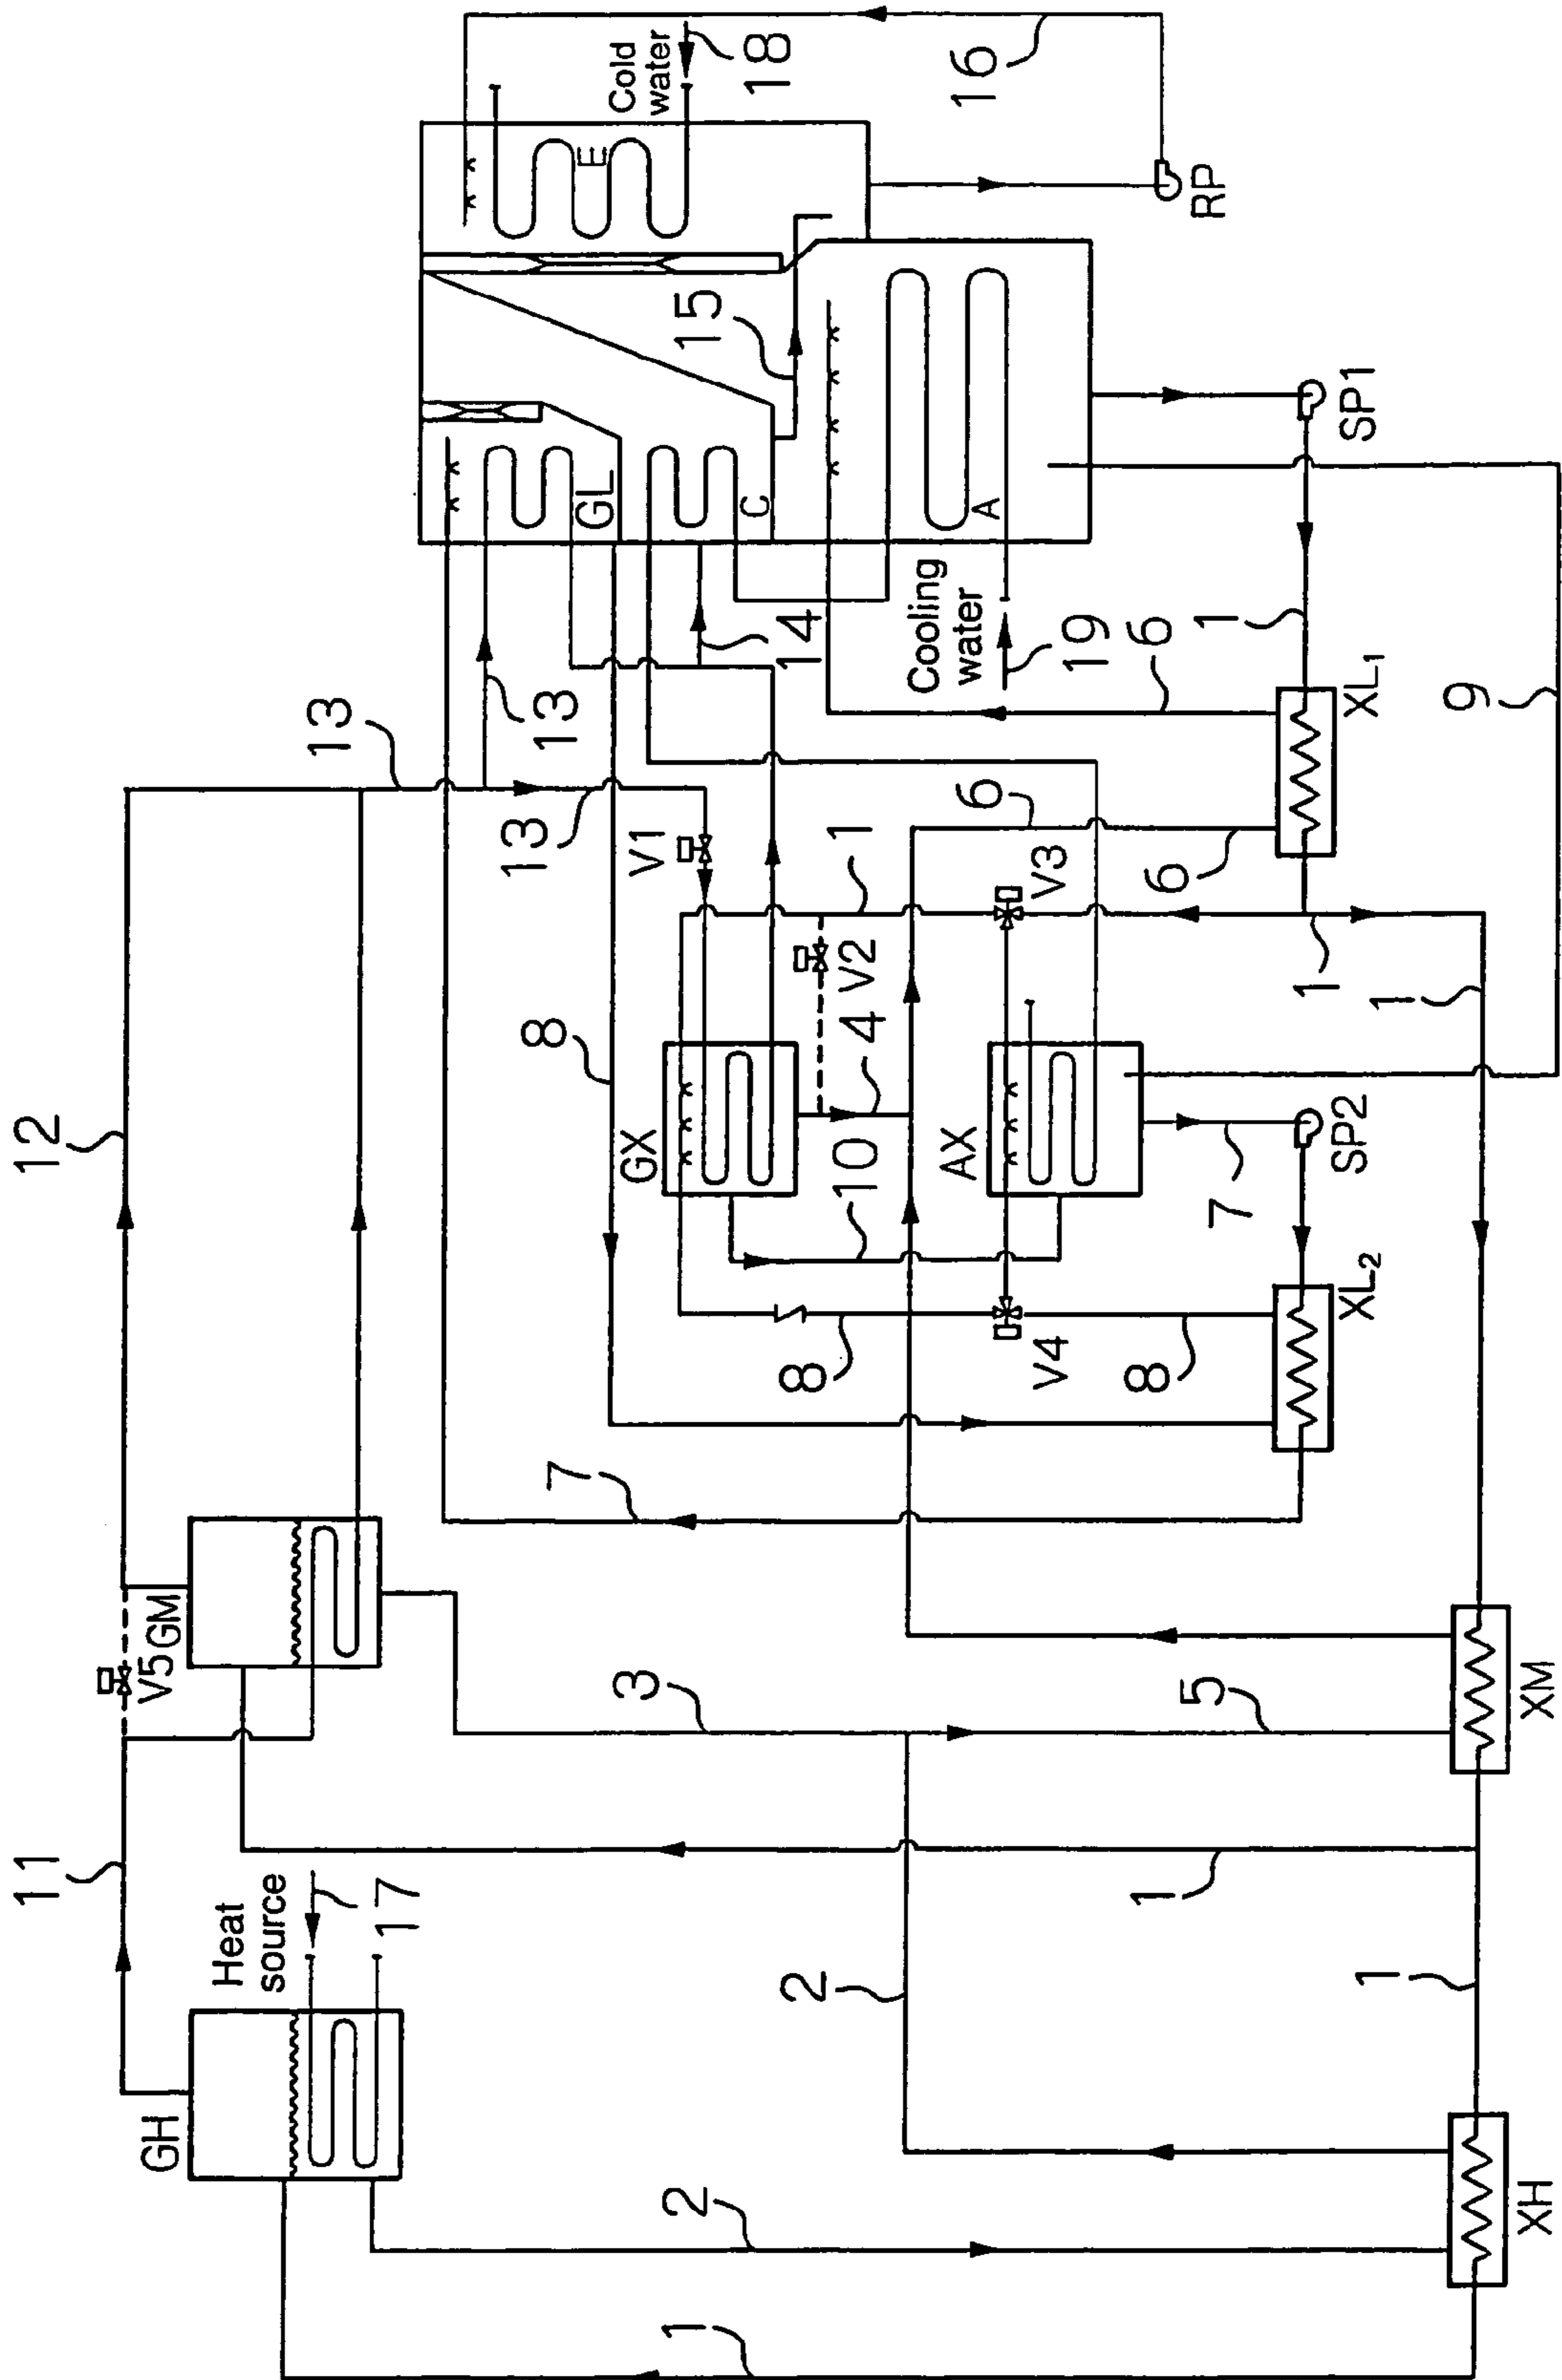 11
12
GH
V5
GM
Heat
source
13
17
13
13
8
7
GL
E
Cold
water
GX
3
V1
1
2
15
C
18
2
8
10
4
V2
1
14
Cooling
water
AX
6
A
16
V4
V3
19
1
8
6
6
5
7
1
RP
1
SP2
XL₂
XL₁
SP1
1
1
9
XH
XM